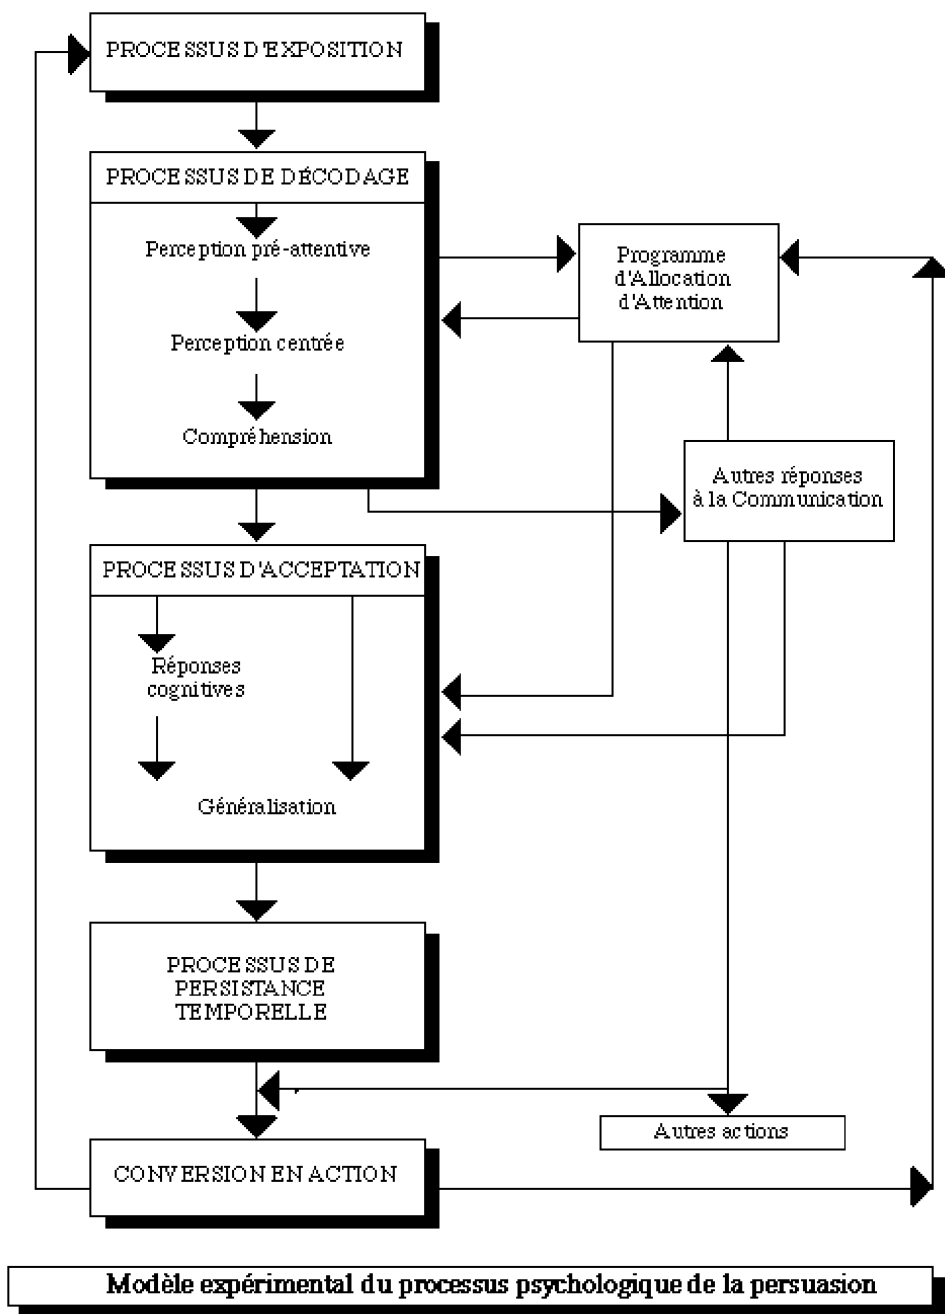 PROCESSUS D'EXPOSITION
PROCESSUS DE DÉCODAGE
Perception pré-attentive
Perception centrée
Compréhension
Programme
d'Allocation
d'Attention
Autres réponses
à la Communication
PROCESSUS D'ACCEPTATION
Réponses
cognitives
Généralisation
PROCESSUS DE
PERSISTANCE
TEMPORELLE
Autres actions
CONVERSION EN ACTION
Modèle expérimental du processus psychologique de la persuasion